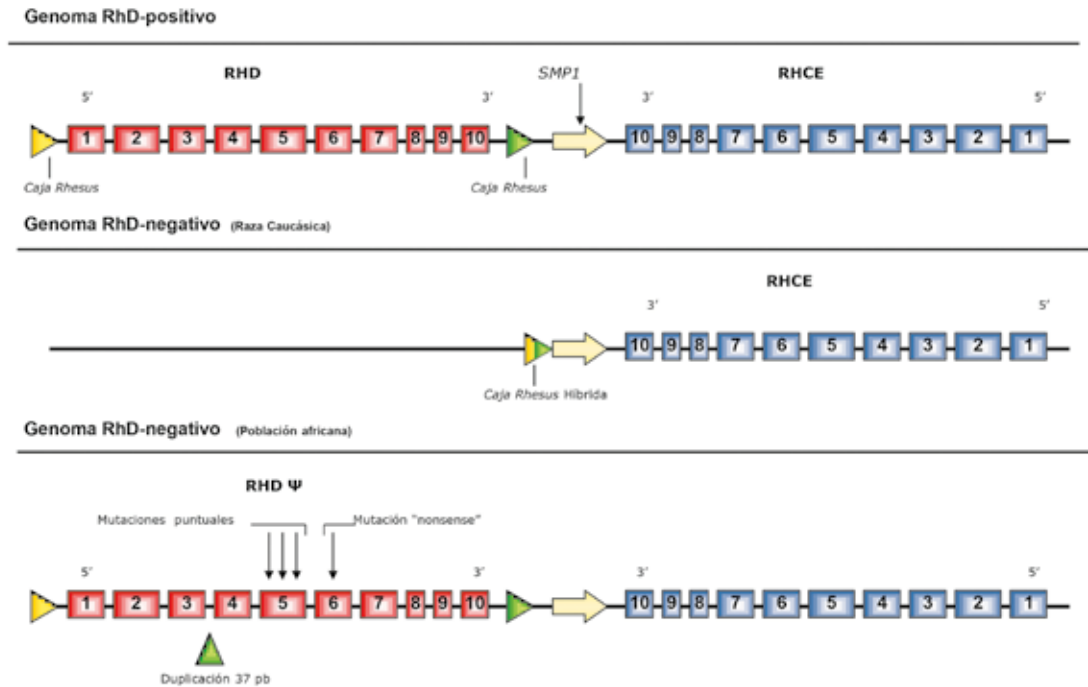 Genoma RhD-positivo
RHD SMP1 RHCE
5´ 3´ 3´ 5´
1 2 3 4 5 6 7 8 9 10 10 9 8 7 6 5 4 3 2 1
Caja Rhesus Caja Rhesus
Genoma RhD-negativo (Raza Caucásica)
RHCE
3´ 5´
10 9 8 7 6 5 4 3 2 1
Caja Rhesus Híbrida
Genoma RhD-negativo (Población africana)
RHD Ψ
Mutaciones puntuales Mutación "nonsense"
5´ 3´ 3´ 5´
1 2 3 4 5 6 7 8 9 10 10 9 8 7 6 5 4 3 2 1
Duplicación 37 pb